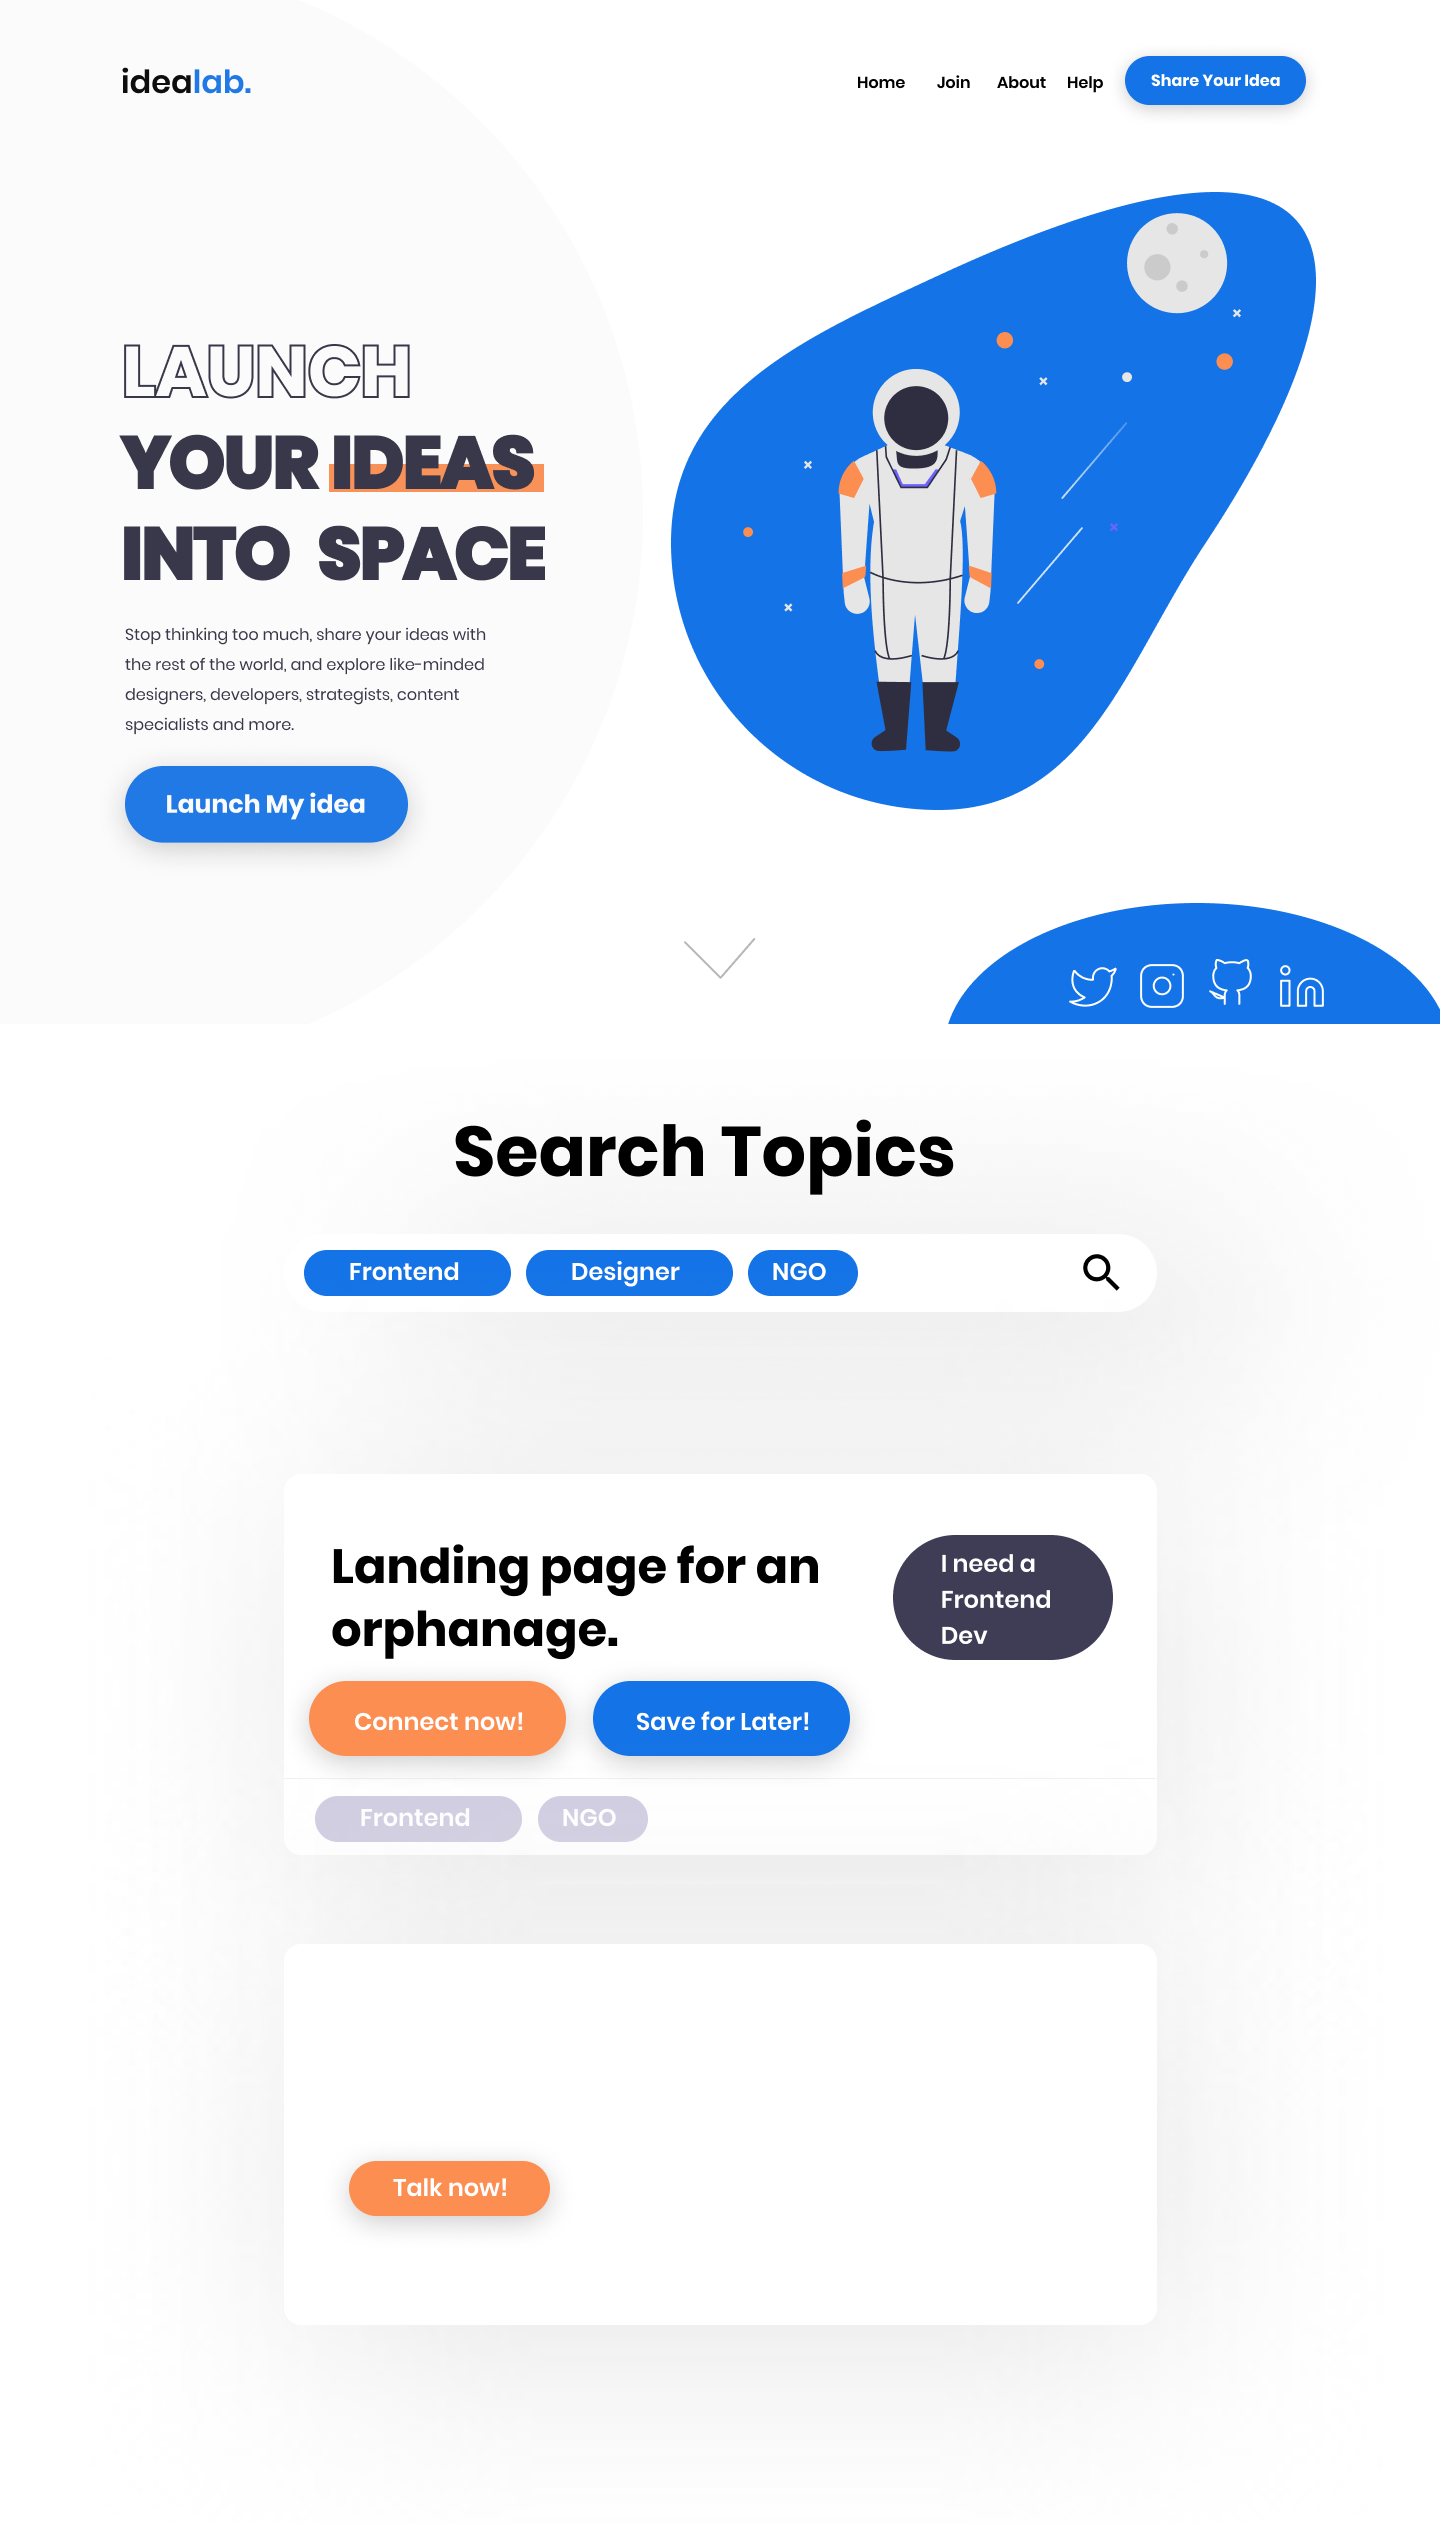 idealab.
Home Join About Help Share Your Idea
LAUNCH
YOUR IDEAS
INTO SPACE
Stop thinking too much, share your ideas with
the rest of the world, and explore like-minded
designers, developers, strategists, content
specialists and more.
Launch My idea
Search Topics
Frontend Designer NGO
Landing page for an
orphanage.
I need a
Frontend
Dev
Connect now! Save for Later!
Frontend NGO
Talk now!